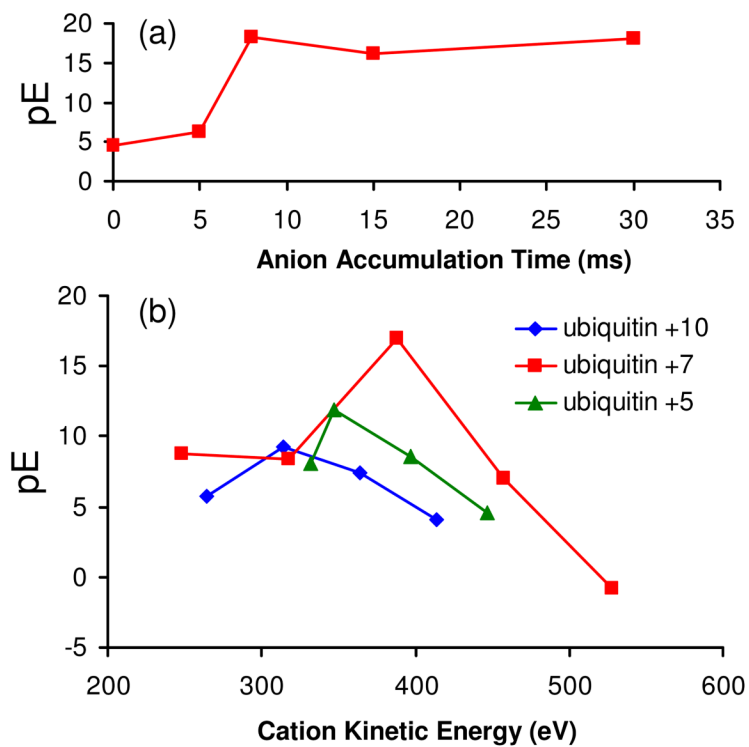 (a)
20
15
10
5
0
pE
0 5 10 15 20 25 30 35
Anion Accumulation Time (ms)
(b)
20
15
10
5
0
-5
pE
ubiquitin +10
ubiquitin +7
ubiquitin +5
200 300 400 500 600
Cation Kinetic Energy (eV)